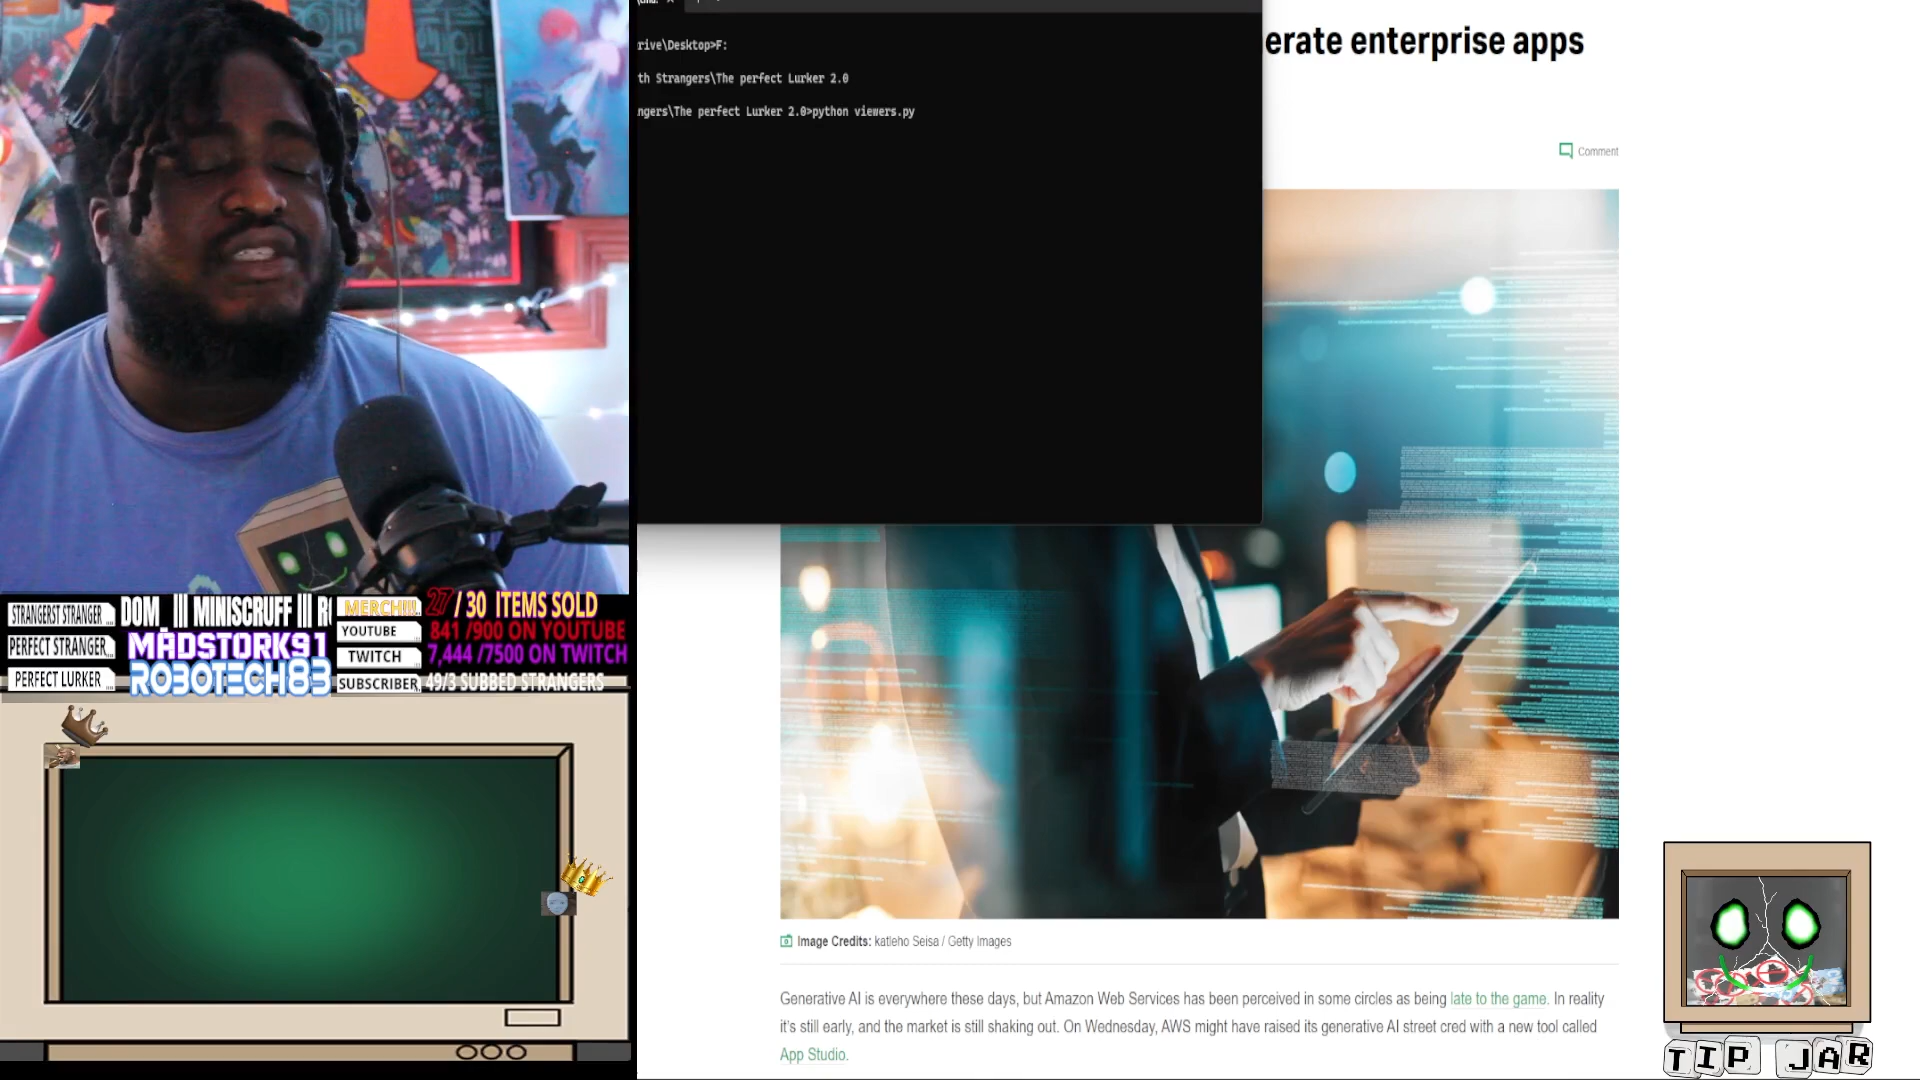 rive\Desktop>F:
th Strangers\The perfect Lurker 2.0
ngers\The perfect Lurker 2.0>python viewers.py
erate enterprise apps
Comment
STRANGERST STRANGER
DOM_ ||| MINISCRUFF |||
PERFECT STRANGER...
MADSTORK91
PERFECT LURKER
ROBOTECH83
MERCH!!!
27/ 30 ITEMS SOLD
YOUTUBE
841 /900 ON YOUTUBE
TWITCH
7,444 /7500 ON TWITCH
SUBSCRIBER
49/3 SUBBED STRANGERS
Image Credits: katleho Seisa / Getty Images
Generative AI is everywhere these days, but Amazon Web Services has been perceived in some circles as being late to the game. In reality
it's still early, and the market is still shaking out. On Wednesday, AWS might have raised its generative AI street cred with a new tool called
App Studio.
TIP JAR